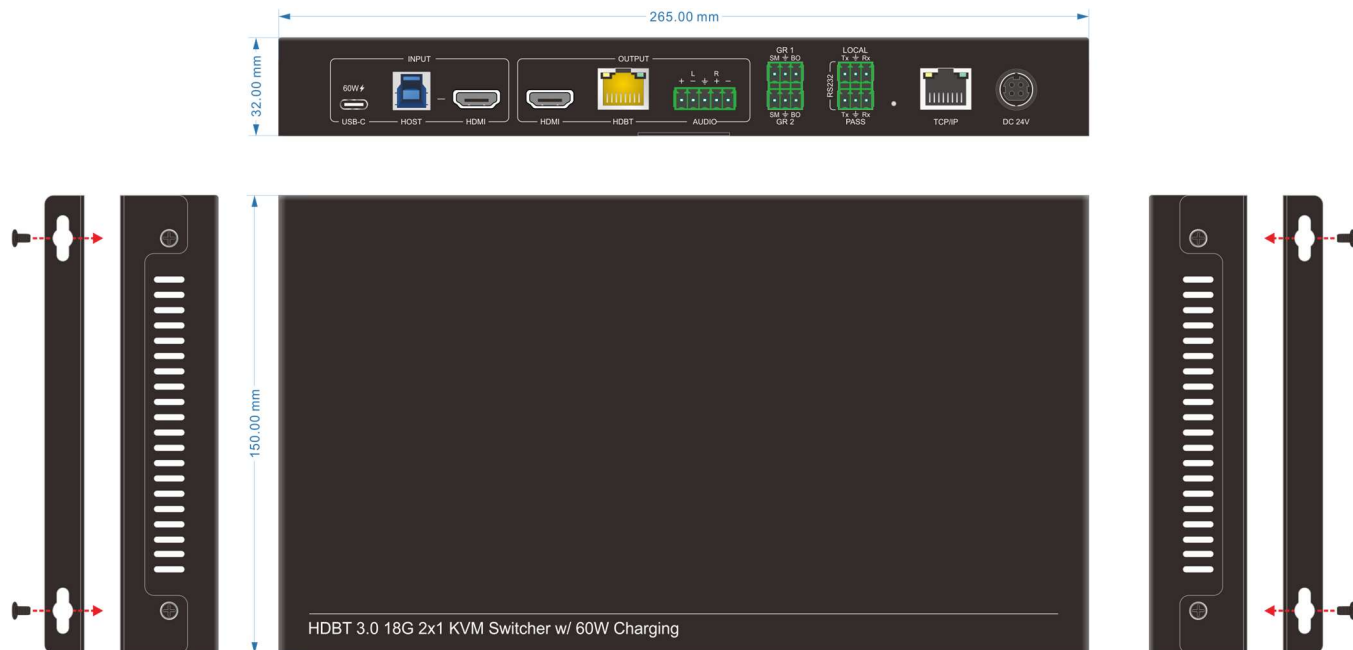 265.00 mm
32.00 mm
INPUT
60W
USB-C
HOST
HDMI
OUTPUT
HDMI
HDBT
+ L − ⏚ R + −
AUDIO
GR 1
SM ⏚ BO
SM ⏚ BO
GR 2
LOCAL
Tx ⏚ Rx
RS232
Tx ⏚ Rx
PASS
TCP/IP
DC 24V
150.00 mm
HDBT 3.0 18G 2x1 KVM Switcher w/ 60W Charging